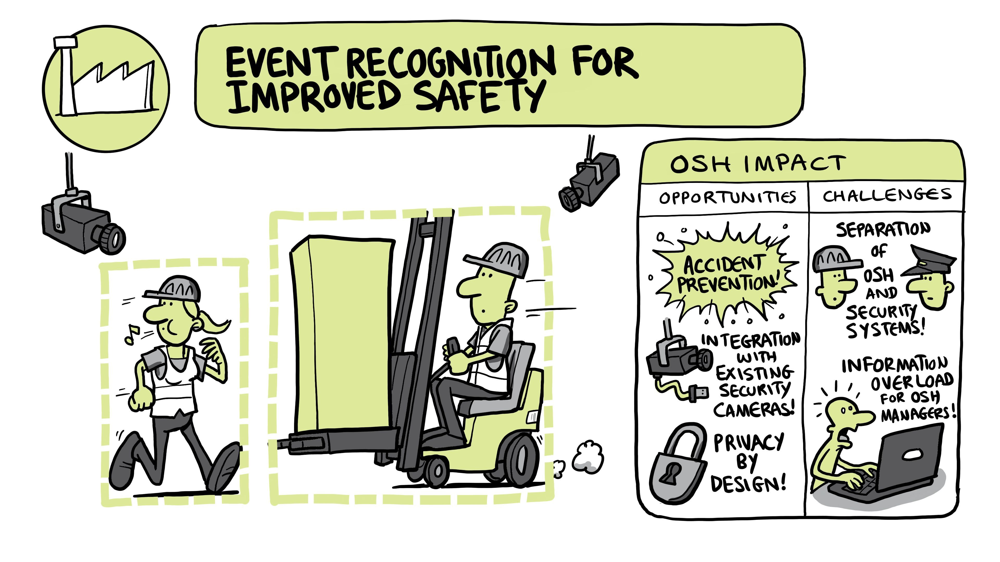 EVENT RECOGNITION FOR
IMPROVED SAFETY
OSH IMPACT
OPPORTUNITIES
ACCIDENT
PREVENTION!
INTEGRATION
WITH
EXISTING
SECURITY
CAMERAS!
PRIVACY
BY
DESIGN!
CHALLENGES
SEPARATION
OF
OSH
AND
SECURITY
SYSTEMS!
INFORMATION
OVERLOAD
FOR OSH
MANAGERS!